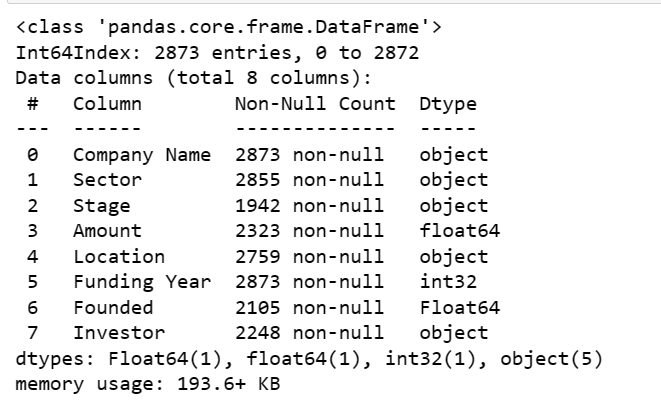 <class 'pandas.core.frame.DataFrame'>
Int64Index: 2873 entries, 0 to 2872
Data columns (total 8 columns):
 #   Column        Non-Null Count  Dtype
---  ------        --------------  -----
 0   Company Name  2873 non-null   object
 1   Sector        2855 non-null   object
 2   Stage         1942 non-null   object
 3   Amount        2323 non-null   float64
 4   Location      2759 non-null   object
 5   Funding Year  2873 non-null   int32
 6   Founded       2105 non-null   Float64
 7   Investor      2248 non-null   object
dtypes: Float64(1), float64(1), int32(1), object(5)
memory usage: 193.6+ KB